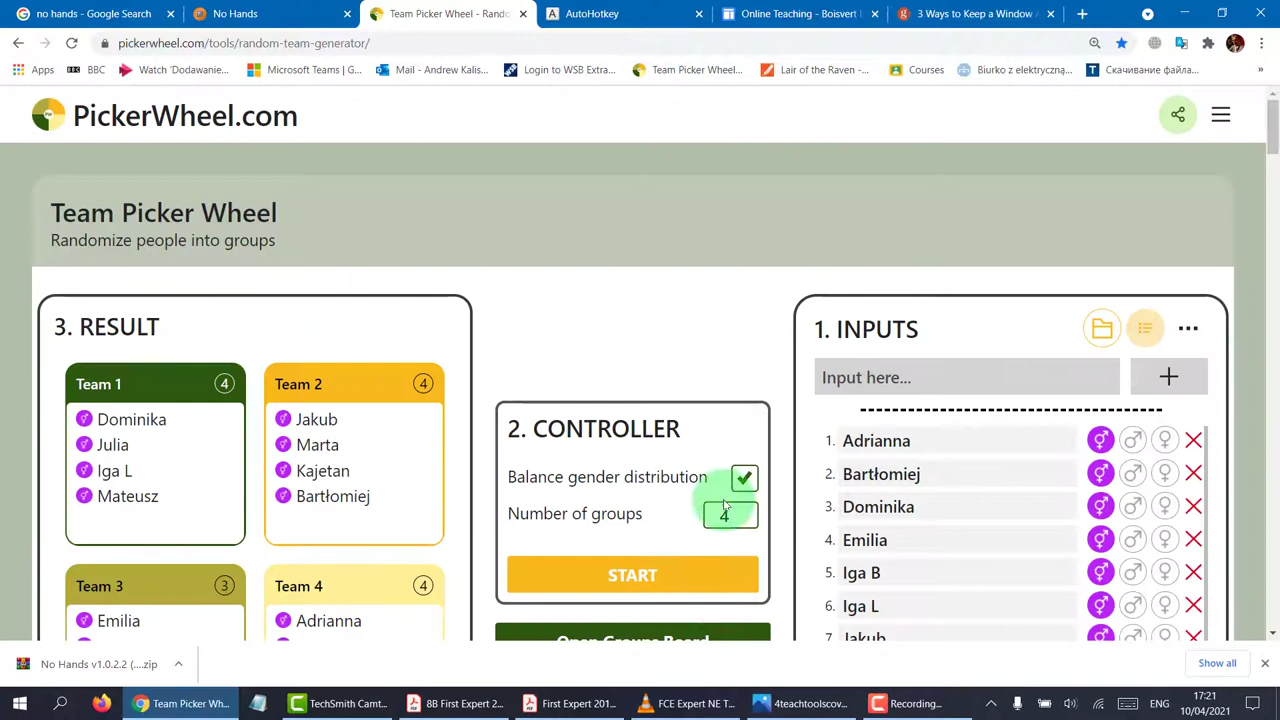 no hands - Google Search
No Hands
Team Picker Wheel - Rando
AutoHotkey
Online Teaching - Boisvert
3 Ways to Keep a Window
pickerwheel.com/tools/random-team-generator/
Apps
BBC
Watch 'Dodawanie...
Microsoft Teams | G...
Mail - Andrew Kalis...
Login to WSB Extra...
Team Picker Wheel...
Lair of the Raven -...
Courses
Biurko z elektryczną...
Скачивание файла...
PickerWheel.com
Team Picker Wheel
Randomize people into groups
3. RESULT
Team 1
4
Dominika
Julia
Iga L
Mateusz
Team 2
4
Jakub
Marta
Kajetan
Bartłomiej
Team 3
3
Emilia
Team 4
4
Adrianna
2. CONTROLLER
Balance gender distribution
Number of groups
4
START
Open Groups Board
1. INPUTS
Input here...
1. Adrianna
2. Bartłomiej
3. Dominika
4. Emilia
5. Iga B
6. Iga L
7. Jakub
No Hands v1.0.2.2 (....zip
Show all
Team Picker Wh...
TechSmith Camt...
8B First Expert 2...
First Expert 201...
FCE Expert NE T...
4teachtoolscov...
Recording...
ENG
17:21
10/04/2021